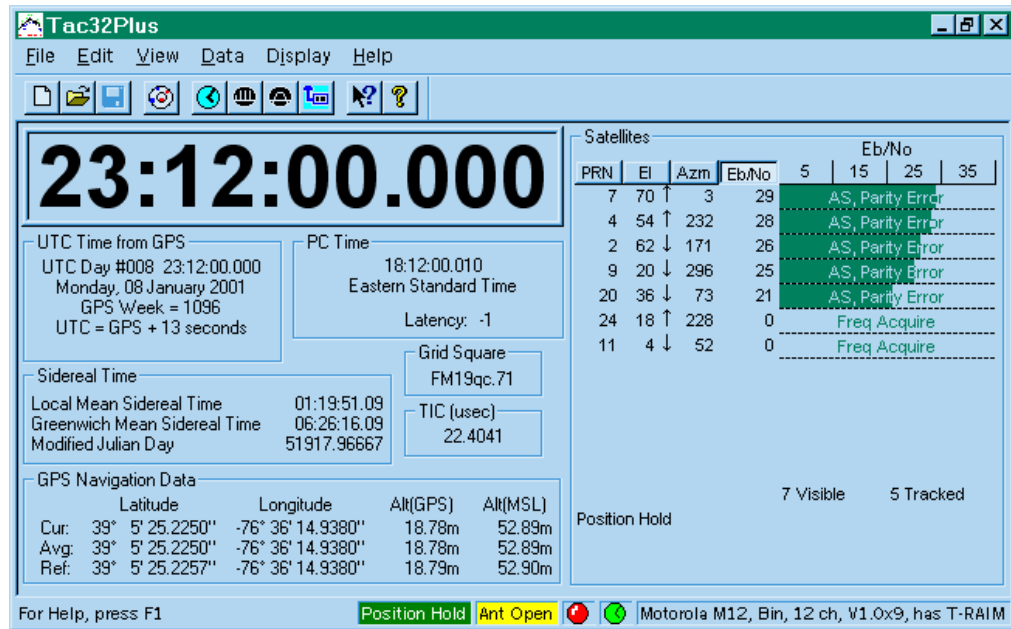 Tac32Plus
File Edit View Data Display Help
23:12:00.000
UTC Time from GPS
UTC Day #008 23:12:00.000
Monday, 08 January 2001
GPS Week = 1096
UTC = GPS + 13 seconds
PC Time
18:12:00.010
Eastern Standard Time
Latency: -1
Grid Square
FM19qc.71
Sidereal Time
Local Mean Sidereal Time 01:19:51.09
Greenwich Mean Sidereal Time 06:26:16.09
Modified Julian Day 51917.96667
TIC (usec)
22.4041
GPS Navigation Data
Latitude Longitude Alt(GPS) Alt(MSL)
Cur: 39° 5' 25.2250'' -76° 36' 14.9380'' 18.78m 52.89m
Avg: 39° 5' 25.2250'' -76° 36' 14.9380'' 18.78m 52.89m
Ref: 39° 5' 25.2257'' -76° 36' 14.9380'' 18.79m 52.90m
Satellites
Eb/No
PRN El Azm Eb/No 5 15 25 35
7 70 ↑ 3 29 AS, Parity Error
4 54 ↑ 232 28 AS, Parity Error
2 62 ↓ 171 26 AS, Parity Error
9 20 ↓ 296 25 AS, Parity Error
20 36 ↓ 73 21 AS, Parity Error
24 18 ↑ 228 0 Freq Acquire
11 4 ↓ 52 0 Freq Acquire
7 Visible 5 Tracked
Position Hold
For Help, press F1 Position Hold Ant Open Motorola M12, Bin, 12 ch, V1.0x9, has T-RAIM